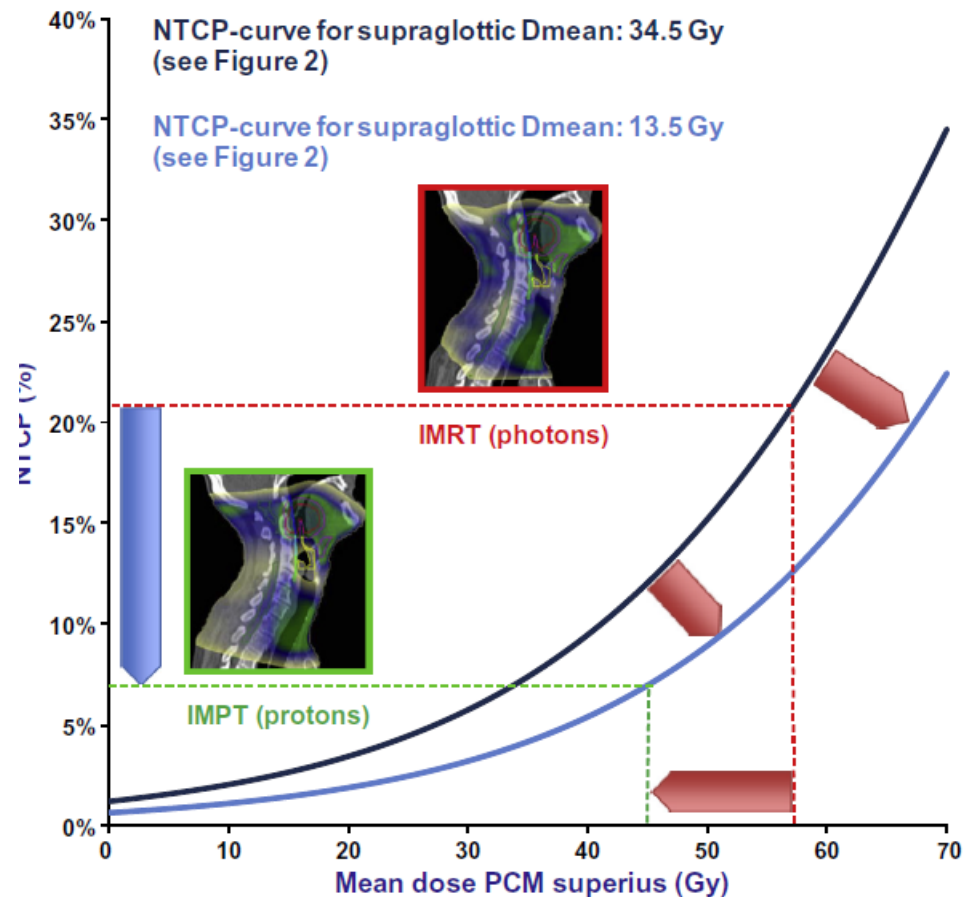 NTCP-curve for supraglottic Dmean: 34.5 Gy
(see Figure 2)
NTCP-curve for supraglottic Dmean: 13.5 Gy
(see Figure 2)
40%
35%
30%
25%
20%
15%
10%
5%
0%
NTCP (%)
IMRT (photons)
IMPT (protons)
0 10 20 30 40 50 60 70
Mean dose PCM superius (Gy)